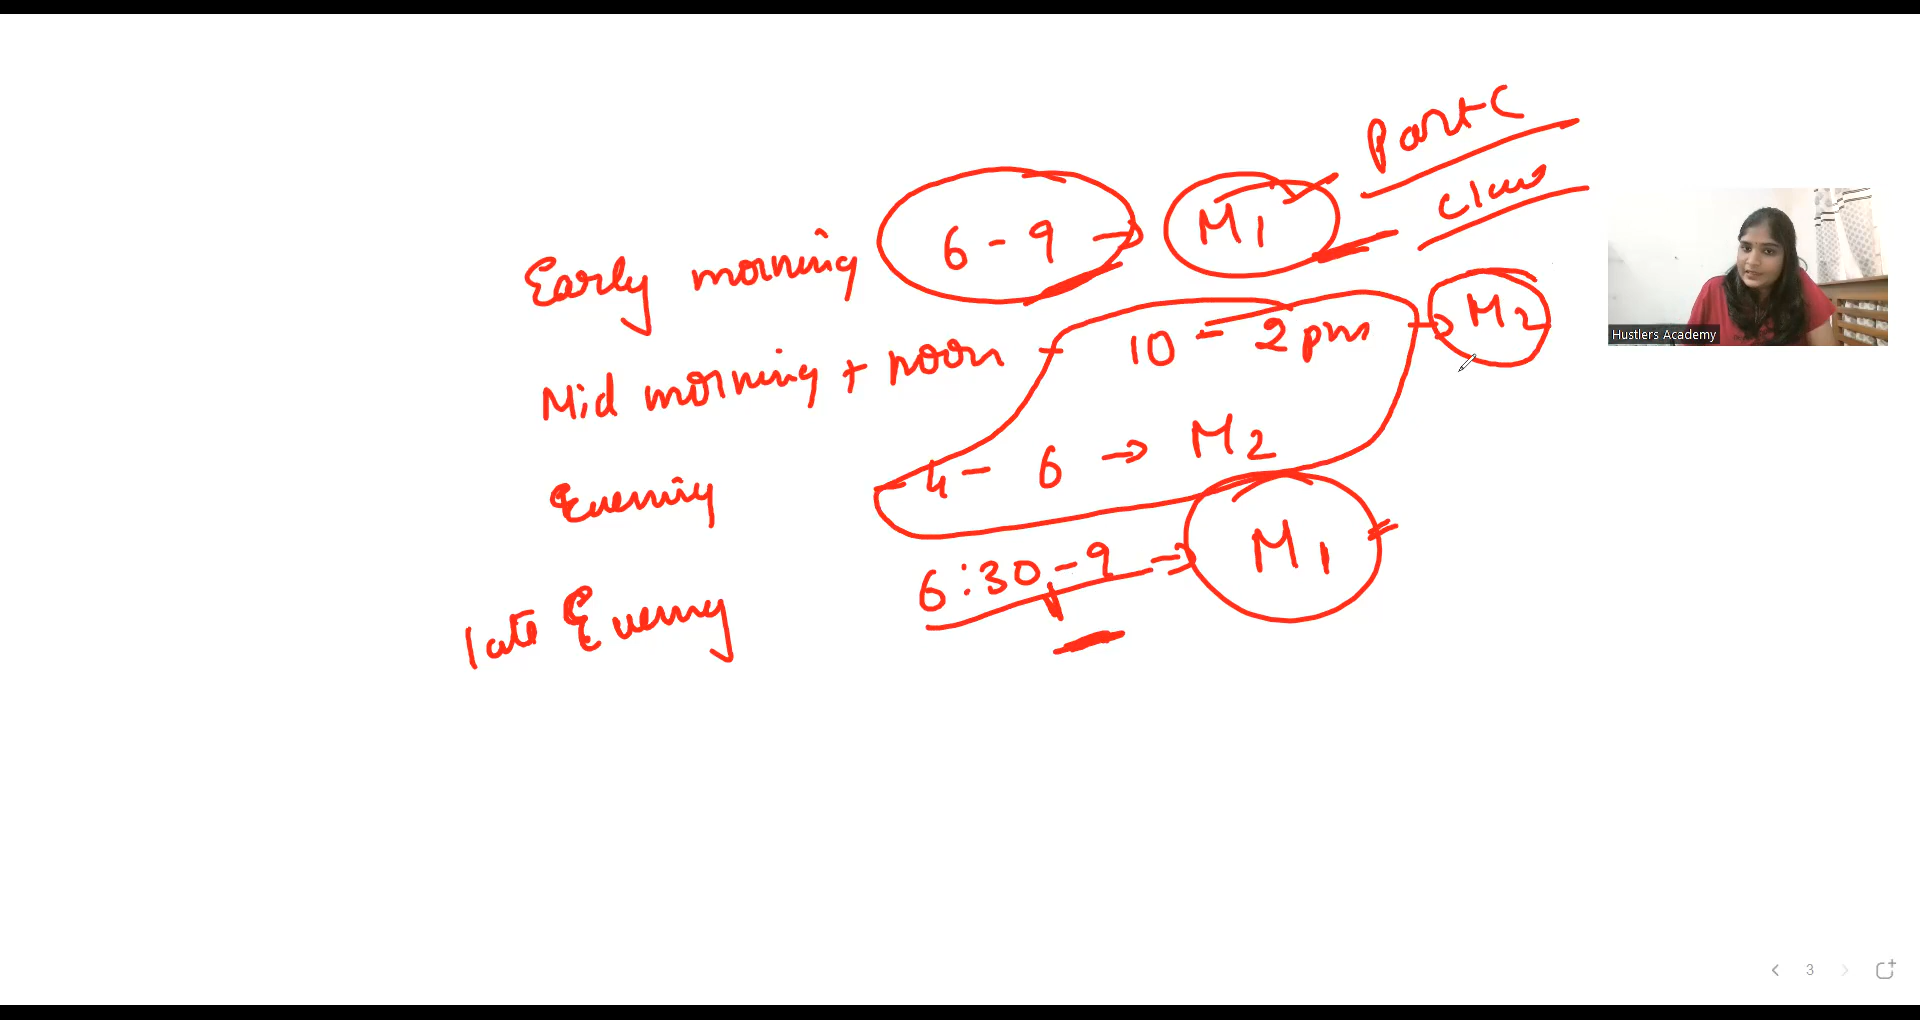 Part C
class
Early morning 6 - 9 → M1
Mid morning + noon - 10 - 2 pm → M2
Evening 4 - 6 → M2
late Evening 6:30 - 9 ⇒ M1
Hustlers Academy
3